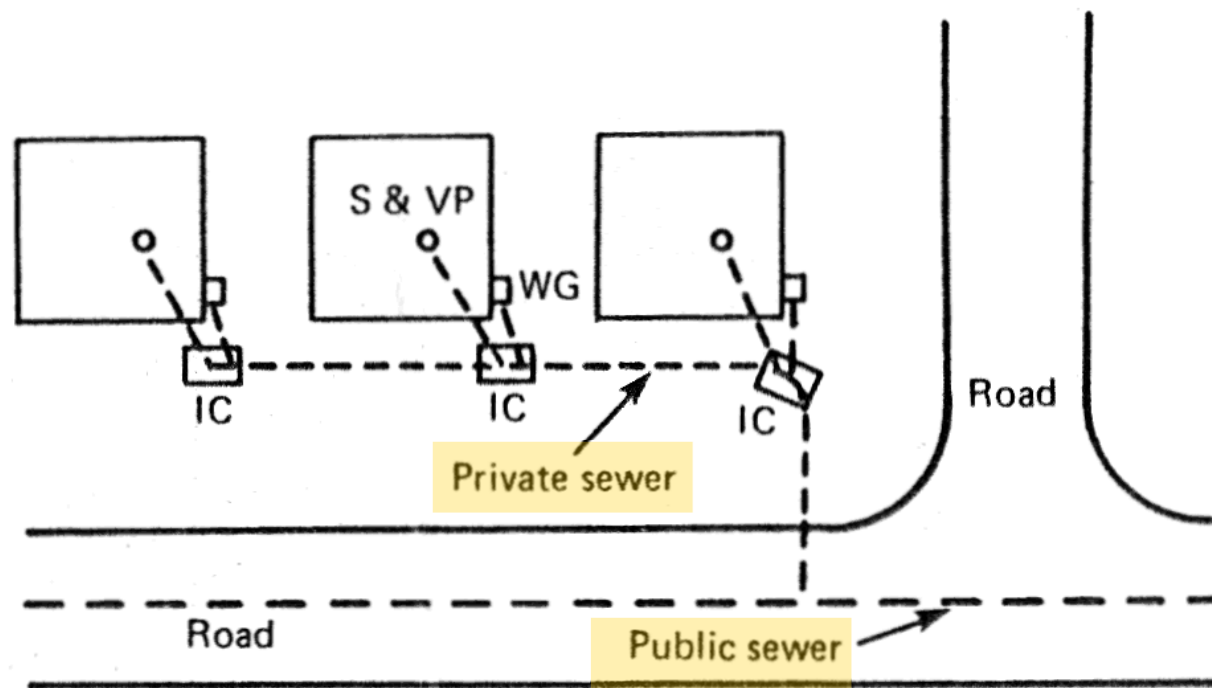 S & VP
WG
IC
IC
IC
Road
Private sewer
Road
Public sewer